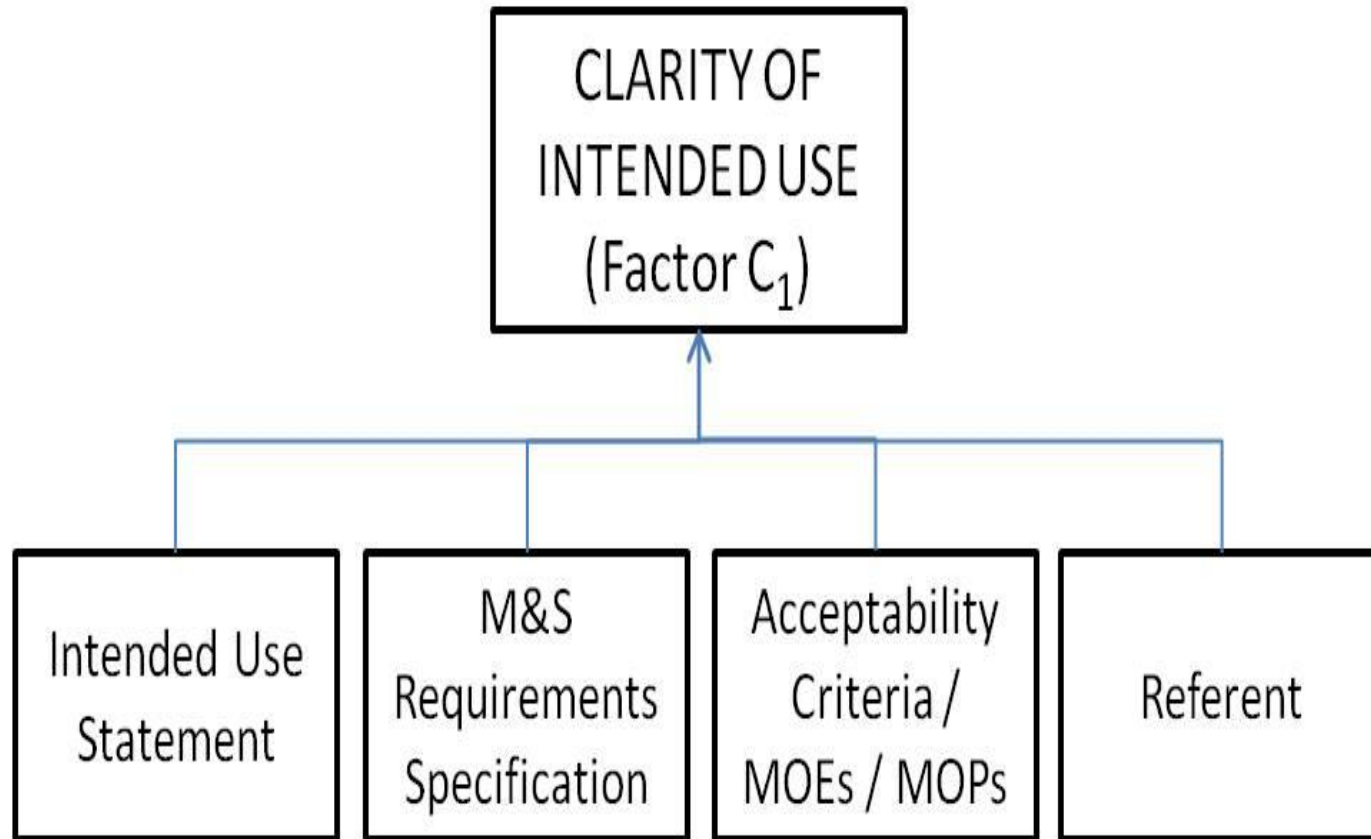 CLARITY OF
INTENDED USE
(Factor C₁)
Intended Use
Statement
M&S
Requirements
Specification
Acceptability
Criteria /
MOEs / MOPs
Referent